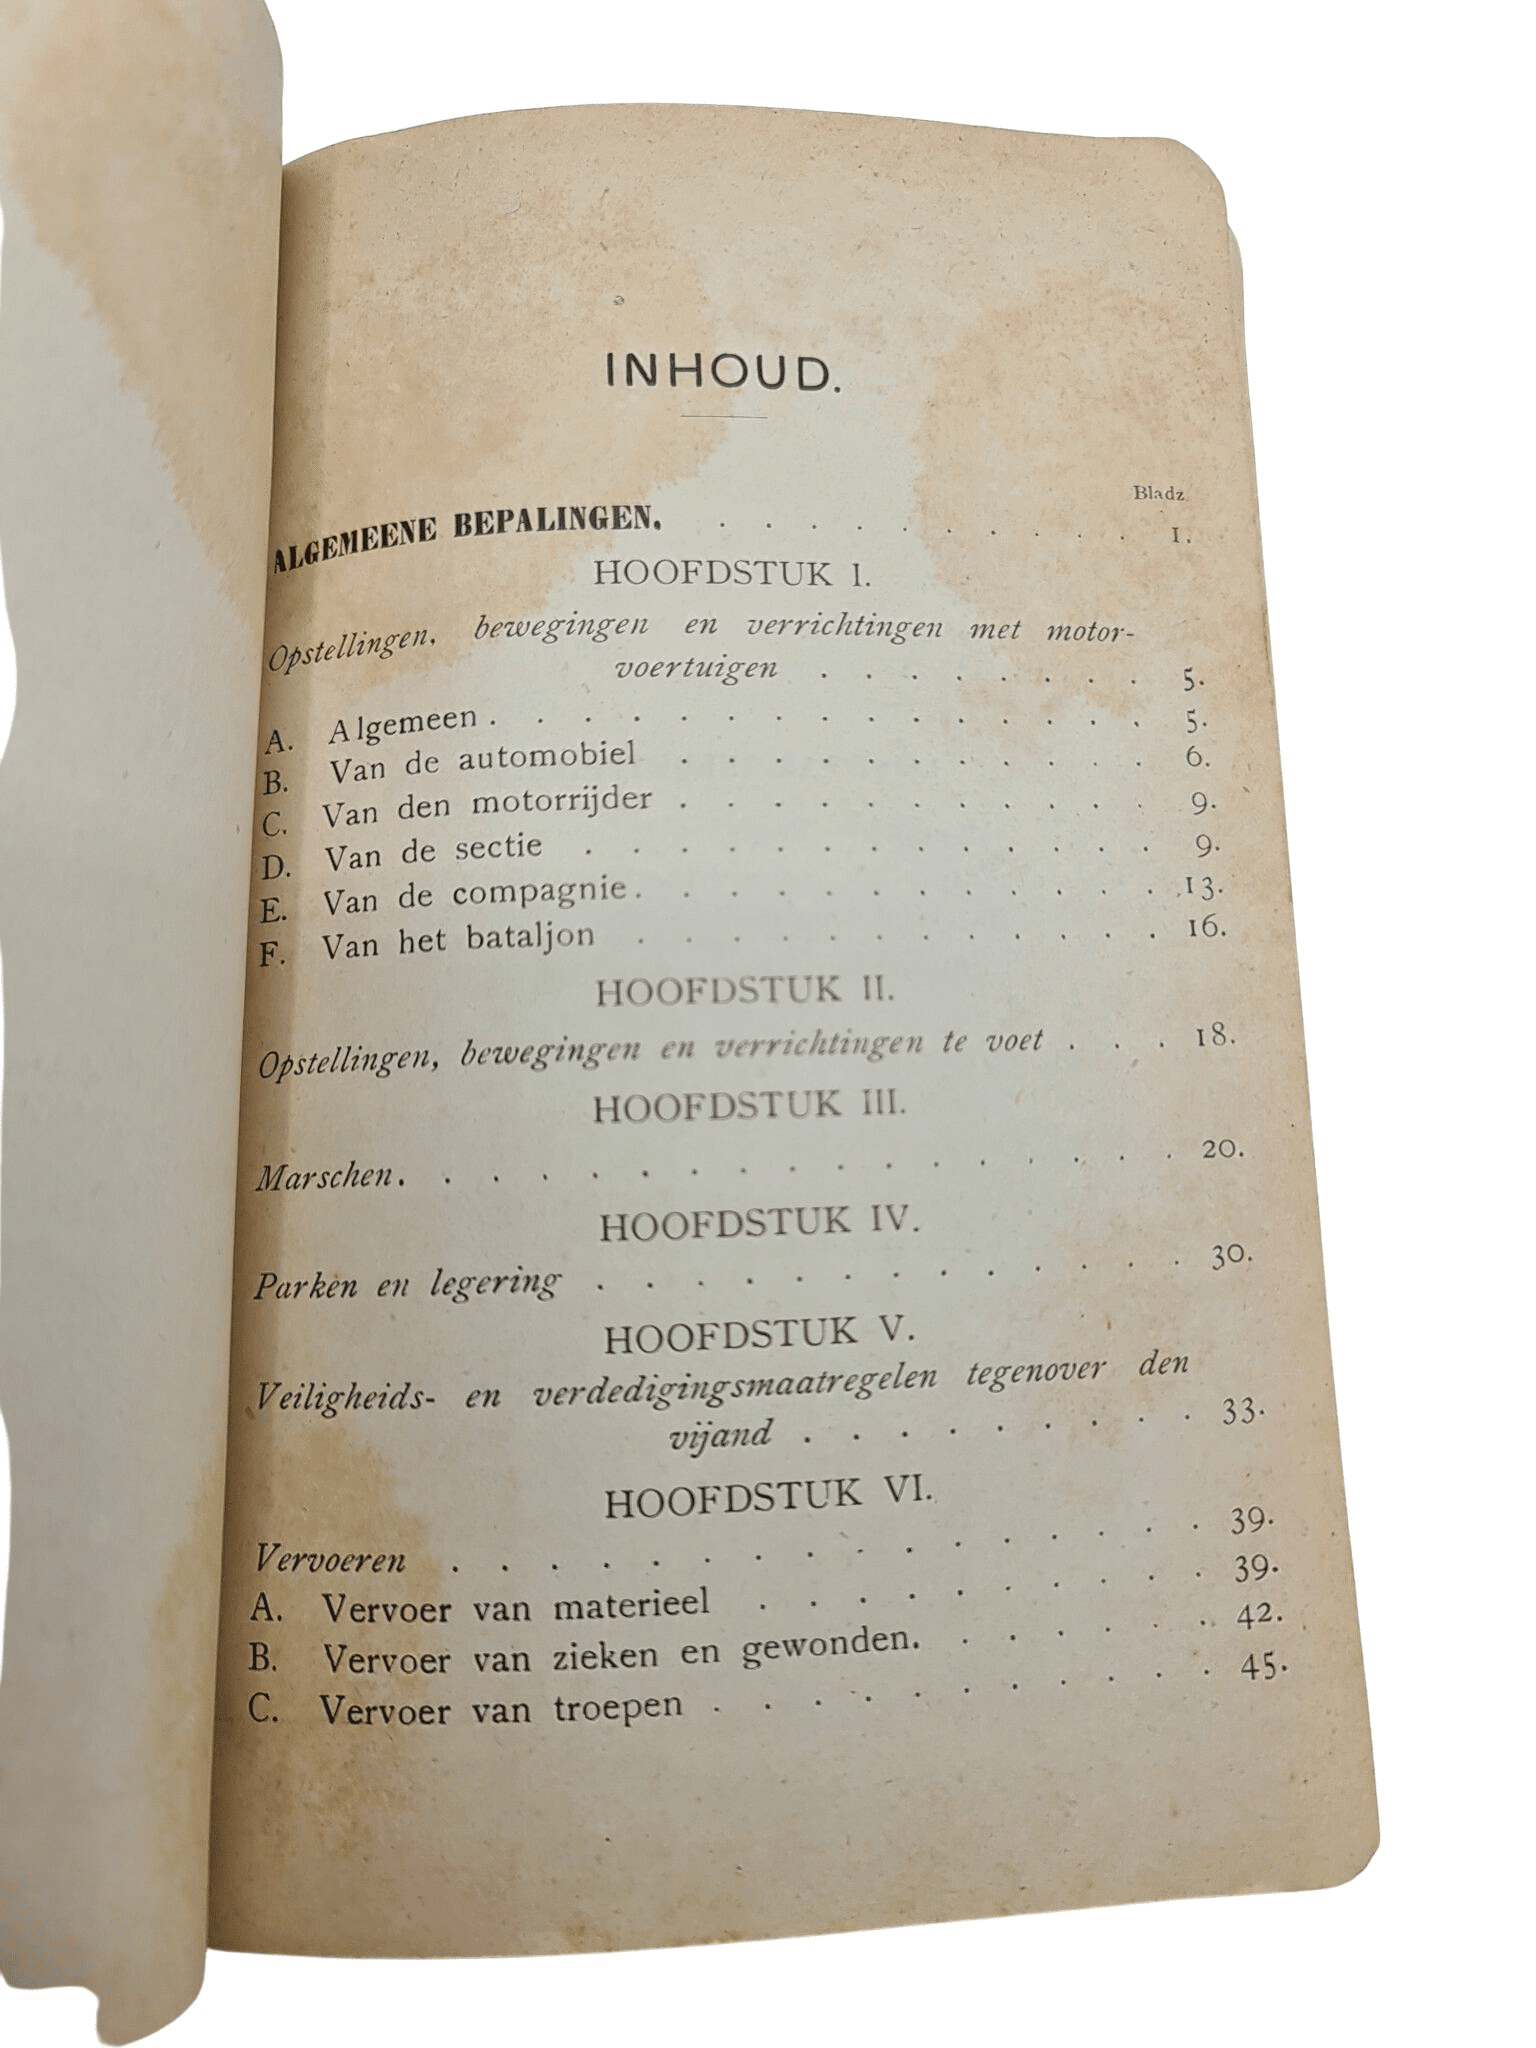 INHOUD.
Bladz.
ALGEMEENE BEPALINGEN. . . . . . . . . . 1.
HOOFDSTUK I.
Opstellingen, bewegingen en verrichtingen met motor-
voertuigen . . . . . . . 5.
A. Algemeen . . . . . . . . . . . . . . 5.
B. Van de automobiel . . . . . . . . . . 6.
C. Van den motorrijder . . . . . . . . . . 9.
D. Van de sectie . . . . . . . . . . . . 9.
E. Van de compagnie . . . . . . . . . . . 13.
F. Van het bataljon . . . . . . . . . . . 16.
HOOFDSTUK II.
Opstellingen, bewegingen en verrichtingen te voet . . . 18.
HOOFDSTUK III.
Marschen. . . . . . . . . . . . . . . . 20.
HOOFDSTUK IV.
Parken en legering . . . . . . . . . . . . 30.
HOOFDSTUK V.
Veiligheids- en verdedigingsmaatregelen tegenover den
vijand . . . . . . . . . 33.
HOOFDSTUK VI.
Vervoeren . . . . . . . . . . . . . . . 39.
A. Vervoer van materieel . . . . . . . . . . 39.
B. Vervoer van zieken en gewonden. . . . . . . 42.
C. Vervoer van troepen . . . . . . . . . . . 45.